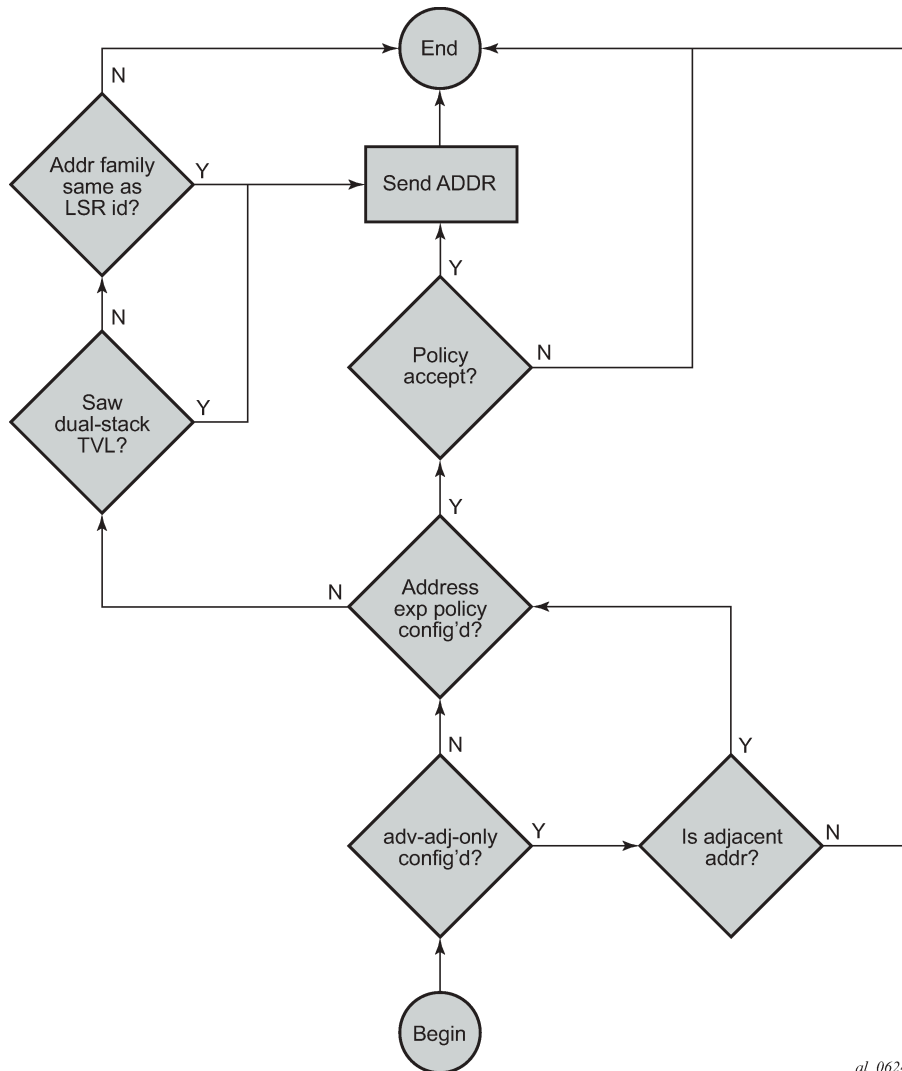 End
N
Addr family
same as
LSR id?
Y
Send ADDR
Y
N
Policy
accept?
N
Saw
dual-stack
TVL?
Y
Y
N
Address
exp policy
config'd?
N
Y
adv-adj-only
config'd?
Y
Is adjacent
addr?
N
Begin
al_0624